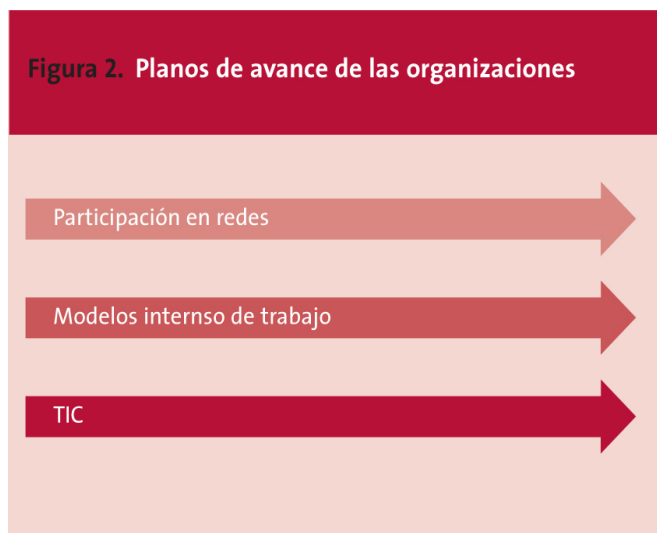 Figura 2. Planos de avance de las organizaciones
Participación en redes
Modelos internso de trabajo
TIC